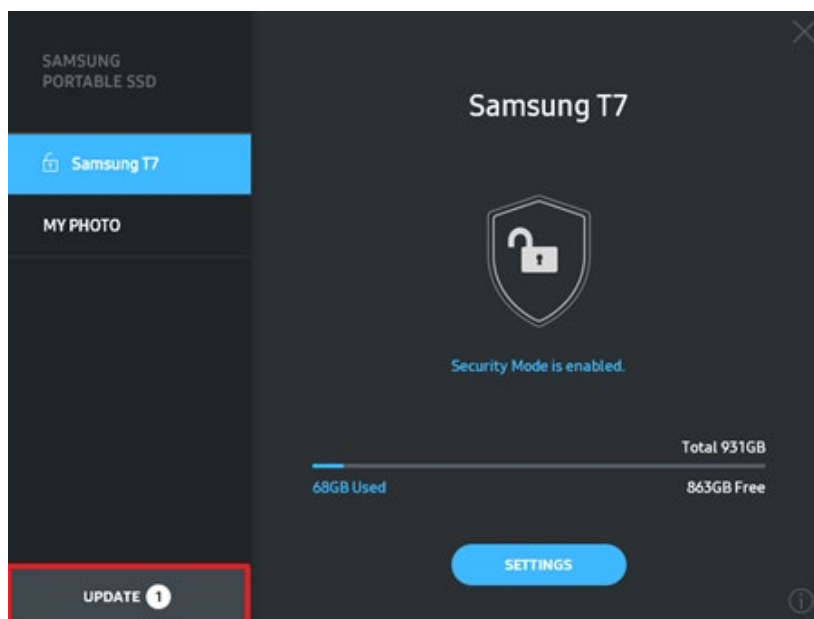 SAMSUNG
PORTABLE SSD
Samsung T7
MY PHOTO
UPDATE 1
Samsung T7
Security Mode is enabled.
Total 931GB
68GB Used
863GB Free
SETTINGS